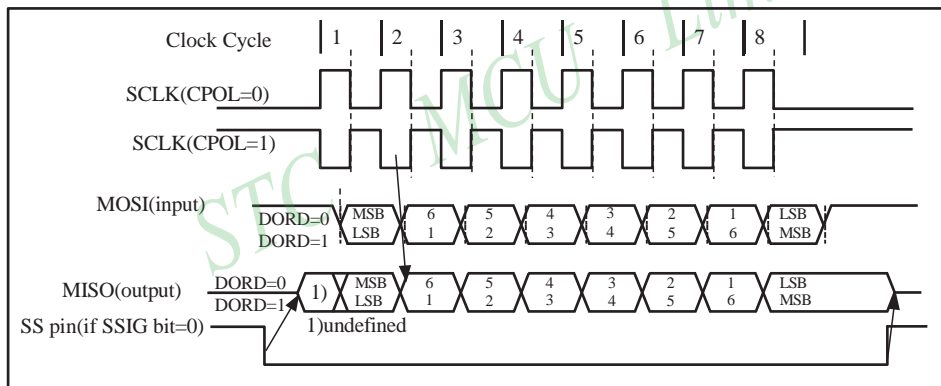 Clock Cycle 1 2 3 4 5 6 7 8
SCLK(CPOL=0)
SCLK(CPOL=1)
MOSI(input)
DORD=0 MSB 6 5 4 3 2 1 LSB
DORD=1 LSB 1 2 3 4 5 6 MSB
MISO(output)
DORD=0 1) MSB 6 5 4 3 2 1 LSB
DORD=1 LSB 1 2 3 4 5 6 MSB
SS pin(if SSIG bit=0)
1)undefined
STC MCU